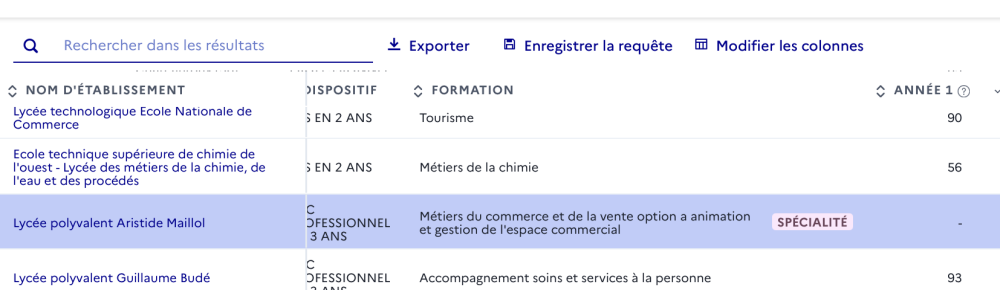 Rechercher dans les résultats
Exporter
Enregistrer la requête
Modifier les colonnes
NOM D'ÉTABLISSEMENT
DISPOSITIF
FORMATION
ANNÉE 1
Lycée technologique Ecole Nationale de
Commerce
S EN 2 ANS
Tourisme
90
Ecole technique supérieure de chimie de
l'ouest - Lycée des métiers de la chimie, de
l'eau et des procédés
S EN 2 ANS
Métiers de la chimie
56
Lycée polyvalent Aristide Maillol
C
OFESSIONNEL
3 ANS
Métiers du commerce et de la vente option a animation
et gestion de l'espace commercial
SPÉCIALITÉ
-
Lycée polyvalent Guillaume Budé
C
OFESSIONNEL
Accompagnement soins et services à la personne
93